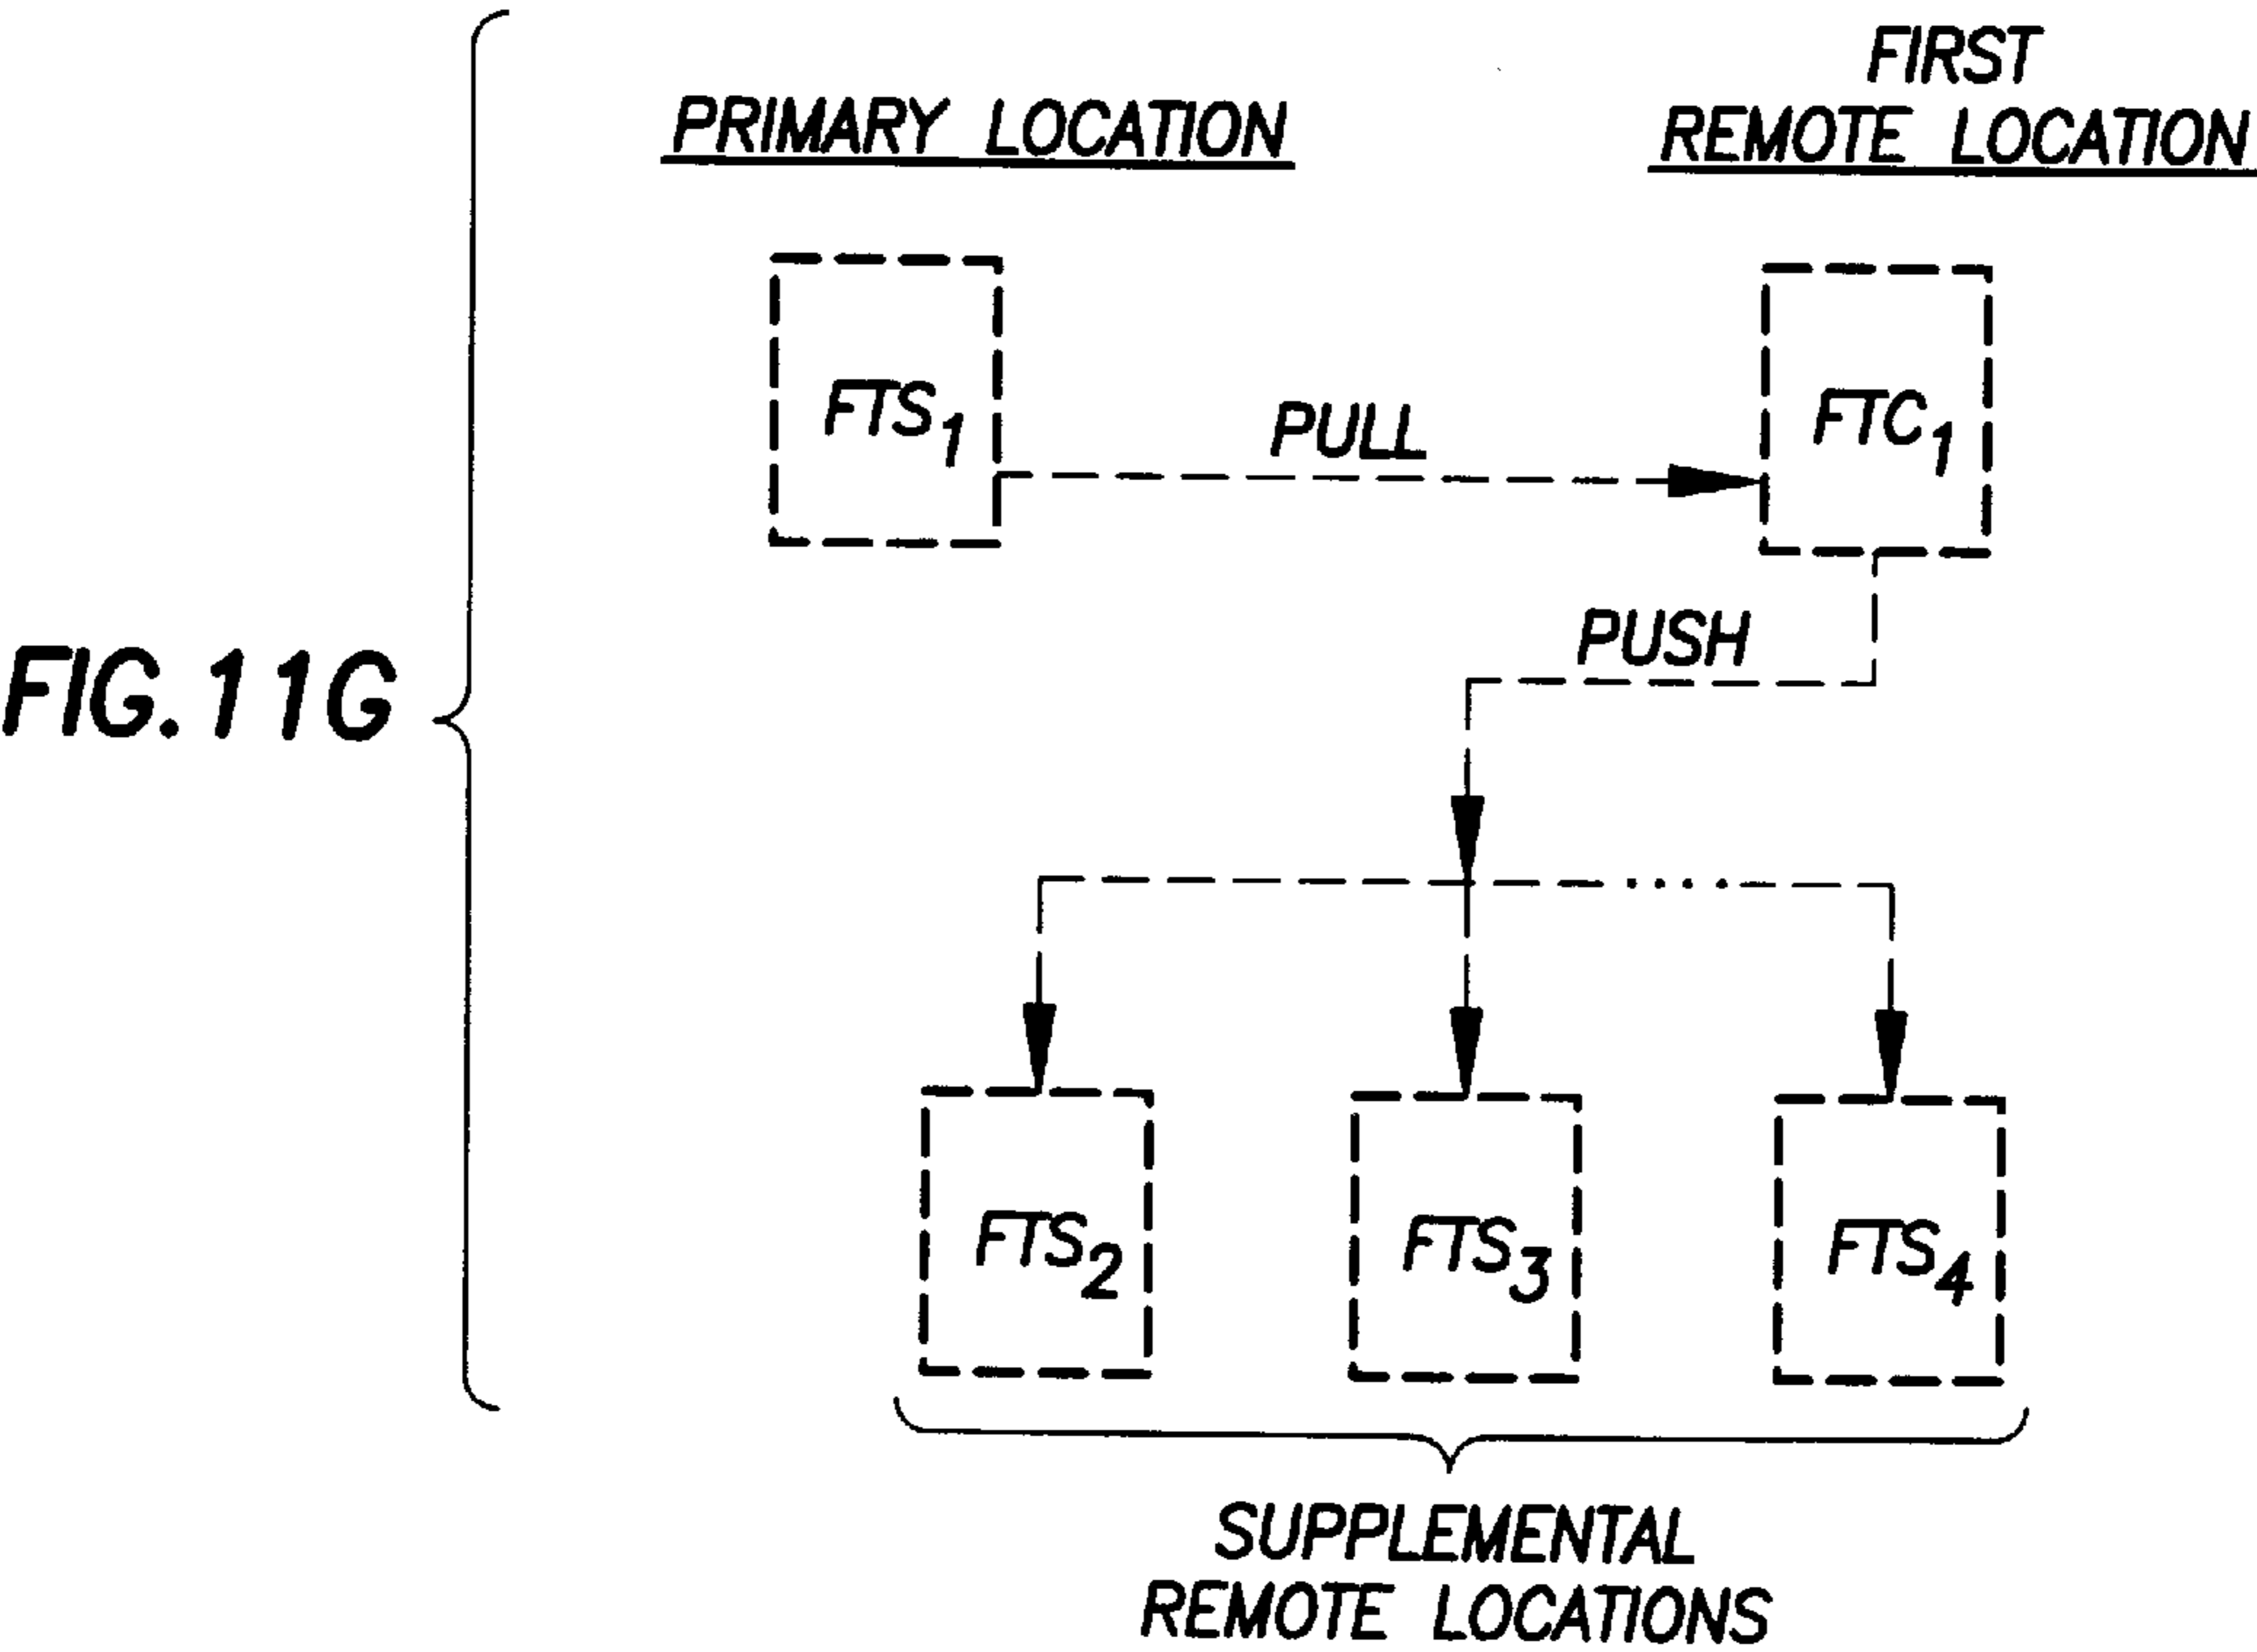 FIRST
PRIMARY LOCATION
REMOTE LOCATION
FTS1
PULL
FTC1
PUSH
FIG. 11G
FTS2
FTS3
FTS4
SUPPLEMENTAL
REMOTE LOCATIONS